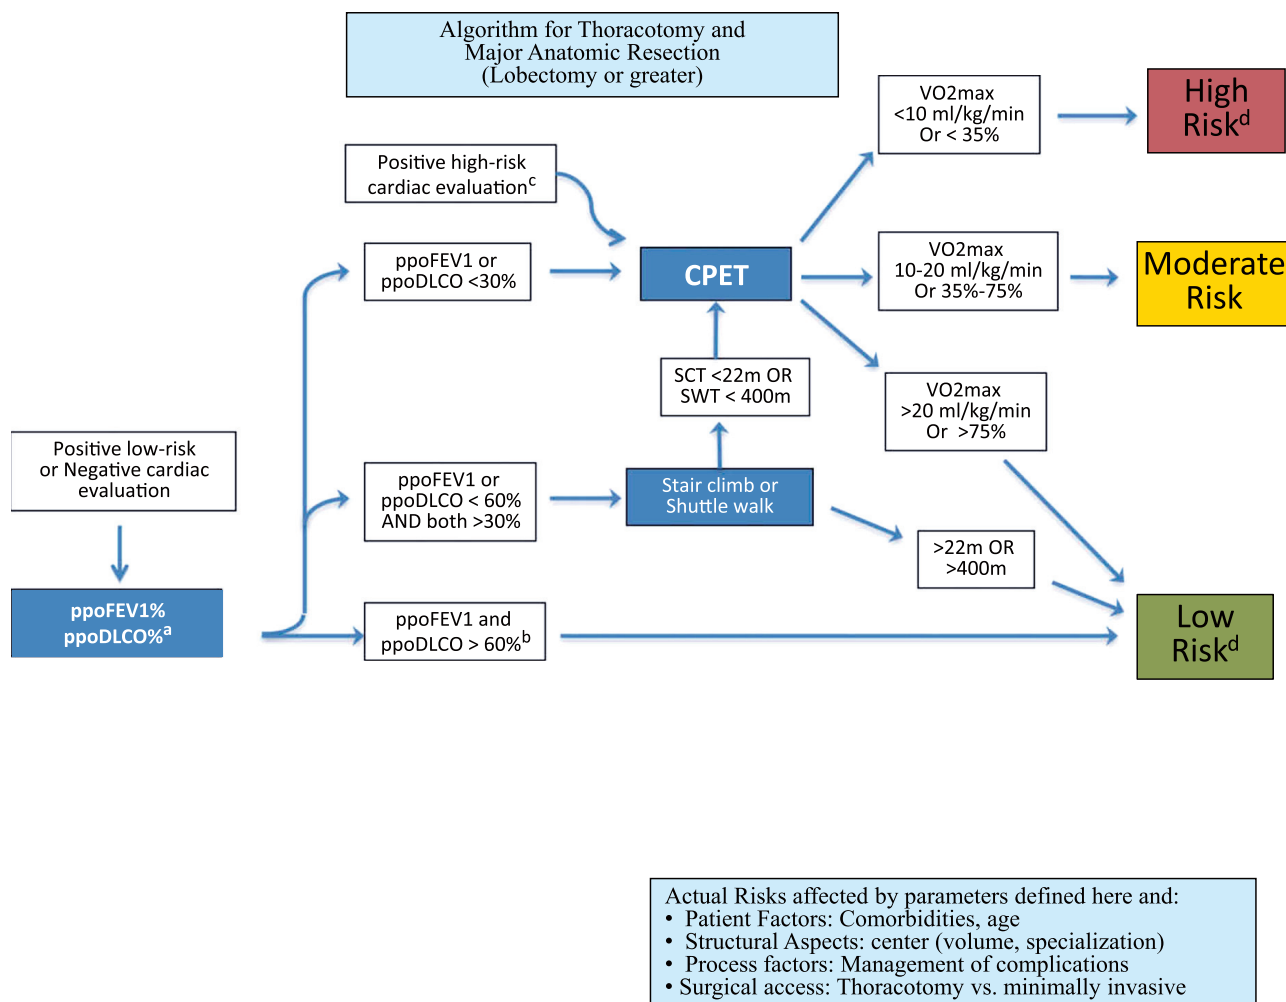 Algorithm for Thoracotomy and
Major Anatomic Resection
(Lobectomy or greater)
VO2max
<10 ml/kg/min
Or < 35%
High
Riskᵈ
Positive high-risk
cardiac evaluationᶜ
ppoFEV1 or
ppoDLCO <30%
CPET
VO2max
10-20 ml/kg/min
Or 35%-75%
Moderate
Risk
SCT <22m OR
SWT < 400m
VO2max
>20 ml/kg/min
Or >75%
Positive low-risk
or Negative cardiac
evaluation
ppoFEV1 or
ppoDLCO < 60%
AND both >30%
Stair climb or
Shuttle walk
>22m OR
>400m
ppoFEV1%
ppoDLCO%ᵃ
ppoFEV1 and
ppoDLCO > 60%ᵇ
Low
Riskᵈ
Actual Risks affected by parameters defined here and:
• Patient Factors: Comorbidities, age
• Structural Aspects: center (volume, specialization)
• Process factors: Management of complications
• Surgical access: Thoracotomy vs. minimally invasive